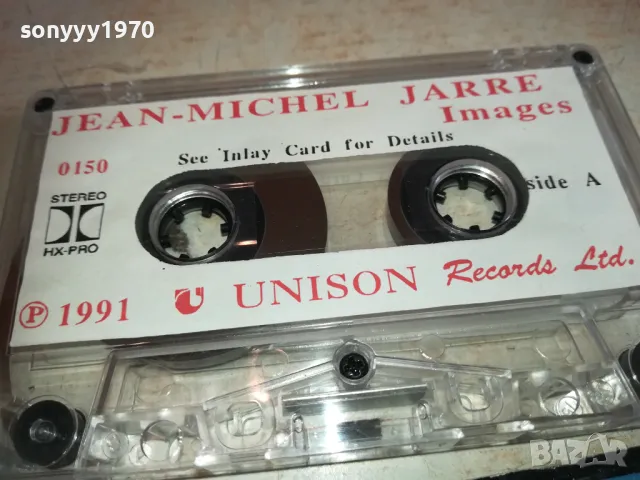 sonyyy1970
JEAN-MICHEL JARRE
Images
0150
See Inlay Card for Details
STEREO
HX-PRO
side A
P 1991 UNISON Records Ltd.
BAZAR